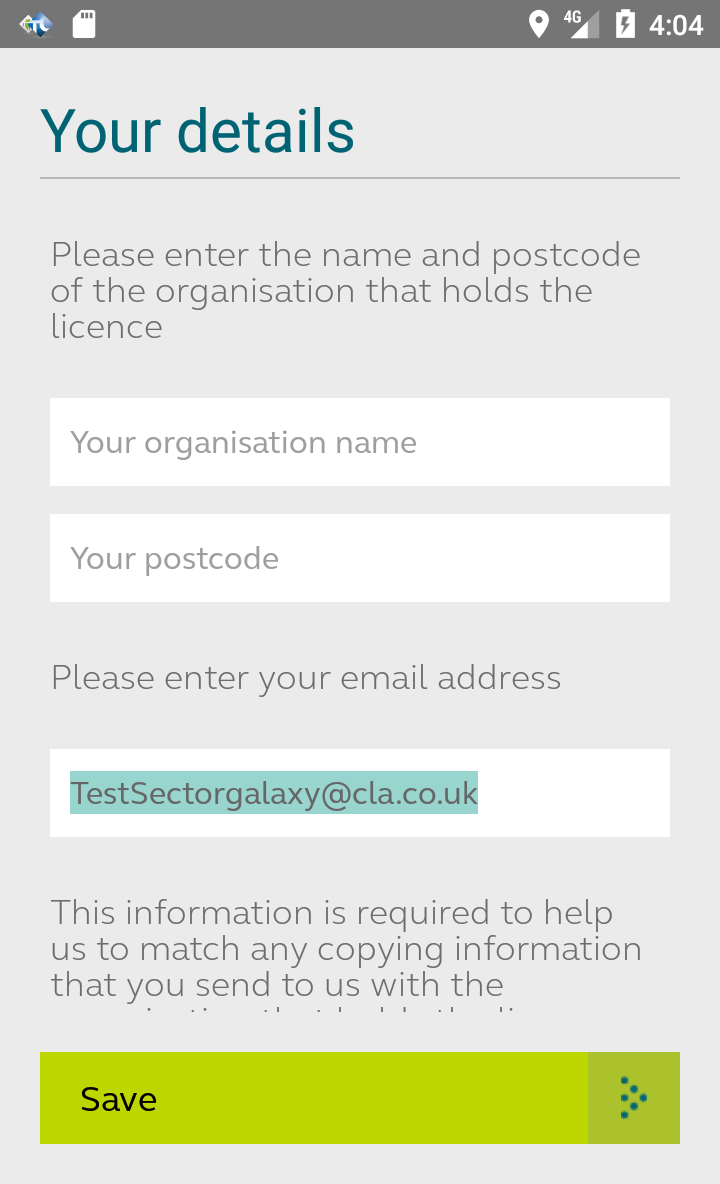 4G 4:04
Your details
Please enter the name and postcode
of the organisation that holds the
licence
Your organisation name
Your postcode
Please enter your email address
TestSectorgalaxy@cla.co.uk
This information is required to help
us to match any copying information
that you send to us with the
Save